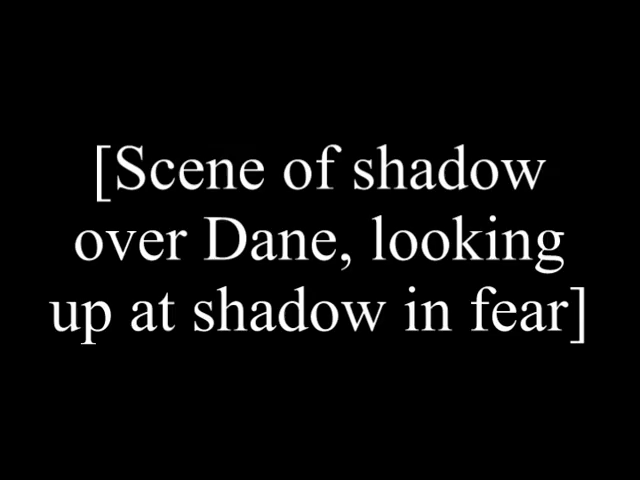 [Scene of shadow
over Dane, looking
up at shadow in fear]